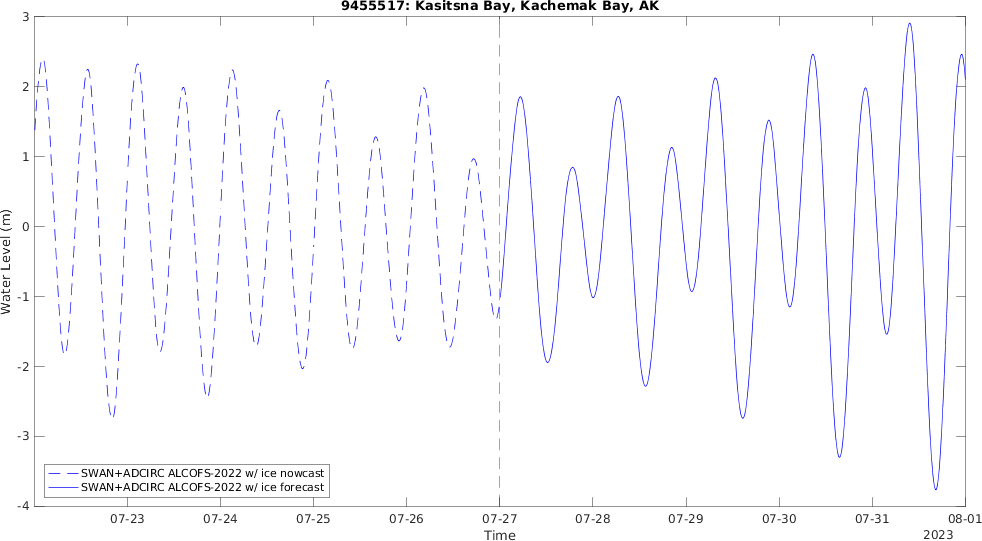 9455517: Kasitsna Bay, Kachemak Bay, AK
3
2
1
0
-1
-2
-3
-4
Water Level (m)
SWAN+ADCIRC ALCOFS-2022 w/ ice nowcast
SWAN+ADCIRC ALCOFS-2022 w/ ice forecast
07-23 07-24 07-25 07-26 07-27 07-28 07-29 07-30 07-31 08-01
Time
2023